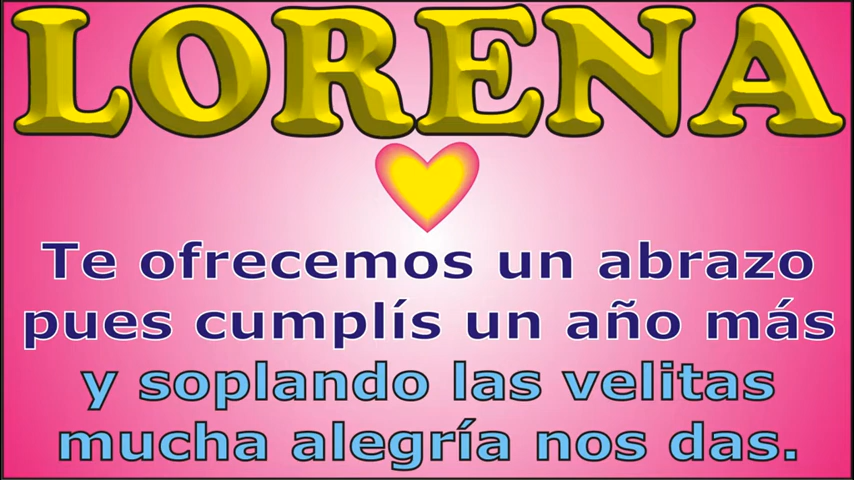 LORENA
Te ofrecemos un abrazo
pues cumplís un año más
y soplando las velitas
mucha alegría nos das.